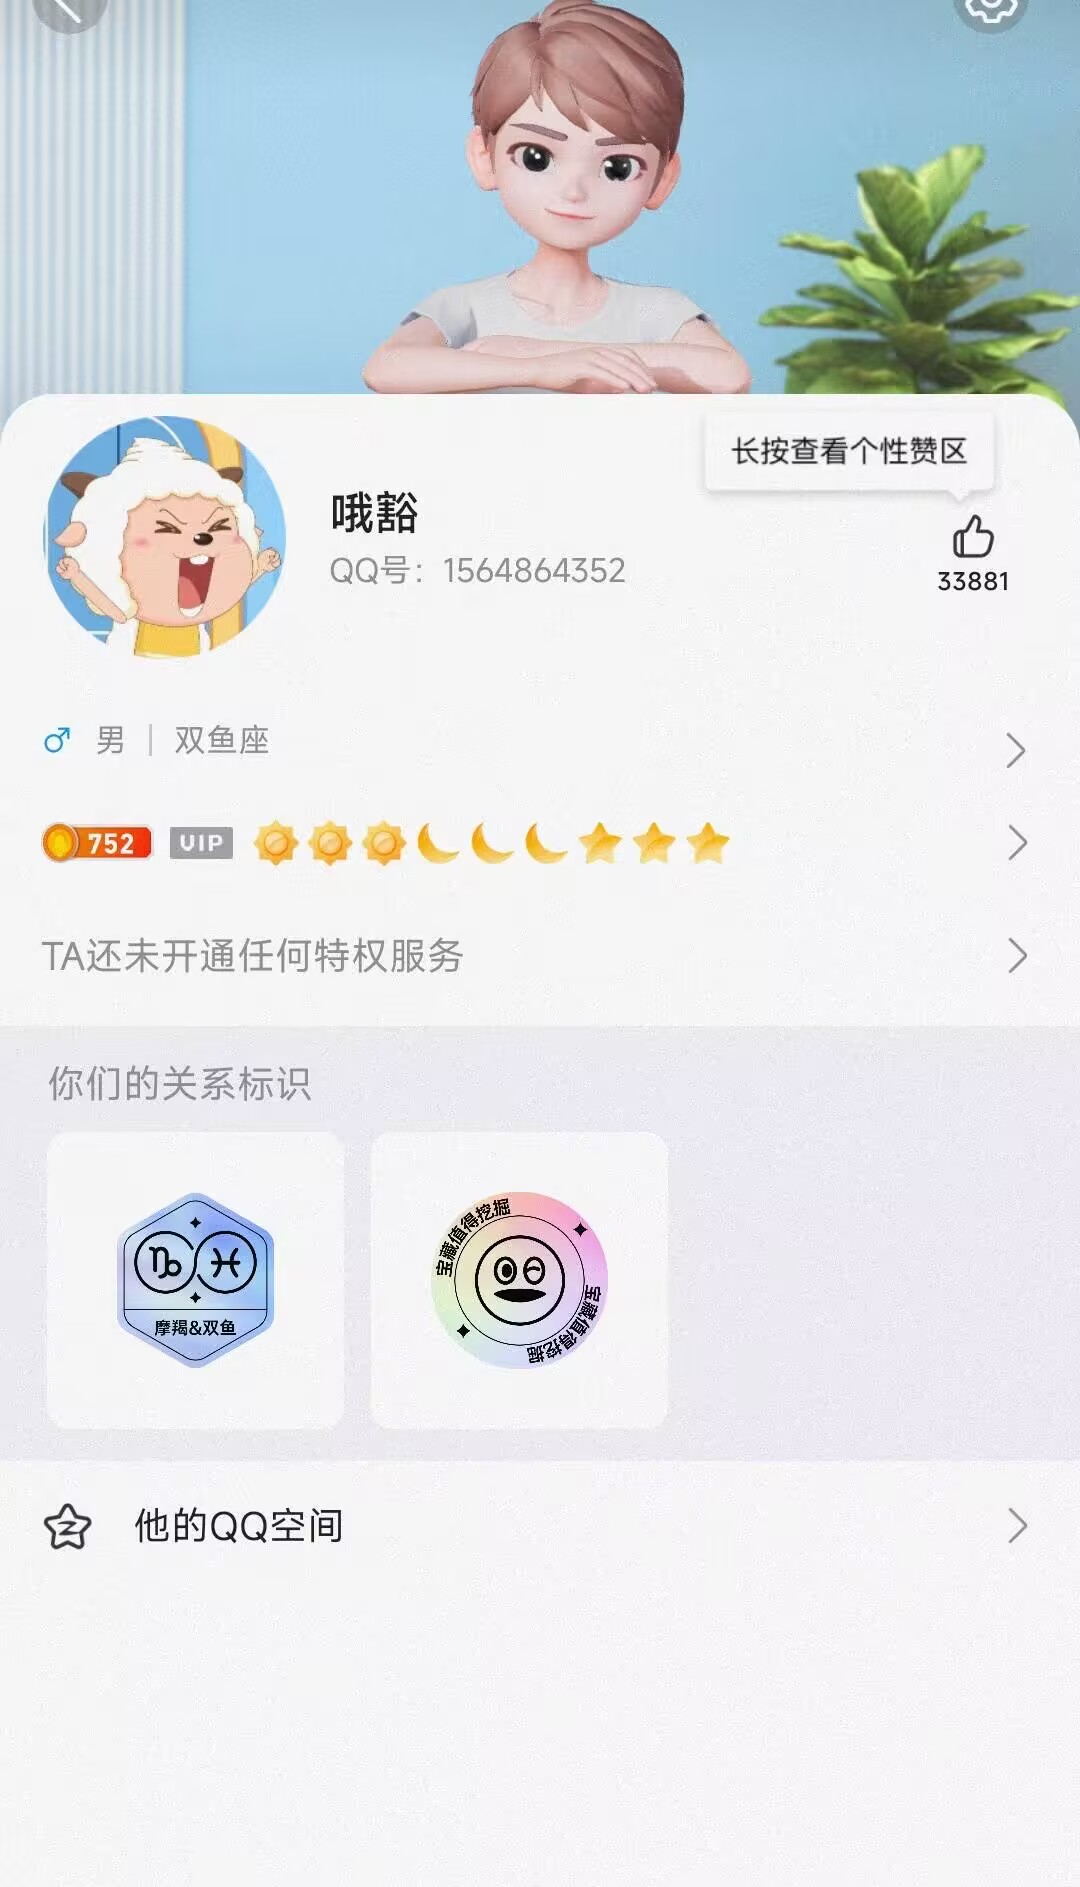 长按查看个性赞区
哦豁
QQ号：1564864352
33881
男 | 双鱼座
752 VIP
TA还未开通任何特权服务
你们的关系标识
摩羯&双鱼
宝藏值得挖掘
宝藏值得挖掘
他的QQ空间